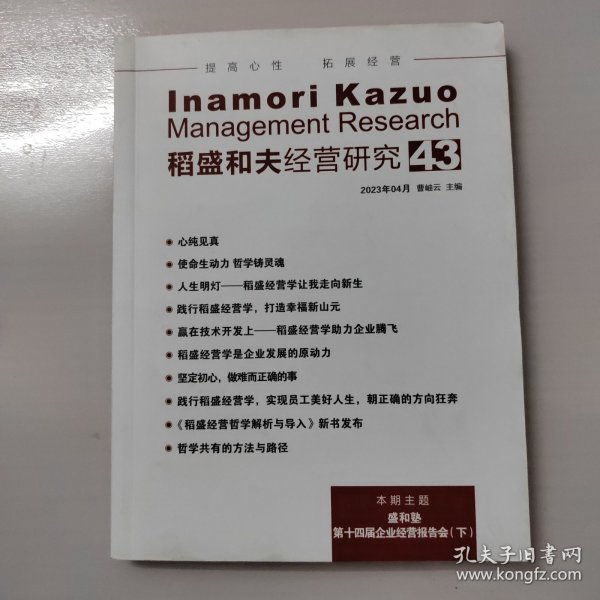 提高心性 拓展经营
Inamori Kazuo
Management Research
稻盛和夫经营研究 43
2023年04月 曹岫云 主编
心纯见真
使命生动力 哲学铸灵魂
人生明灯——稻盛经营学让我走向新生
践行稻盛经营学,打造幸福新山元
赢在技术开发上——稻盛经营学助力企业腾飞
稻盛经营学是企业发展的原动力
坚定初心,做难而正确的事
践行稻盛经营学,实现员工美好人生,朝正确的方向狂奔
《稻盛经营哲学解析与导入》新书发布
哲学共有的方法与路径
本期主题
盛和塾
第十四届企业经营报告会(下)
孔夫子旧书网
www.kongfz.com